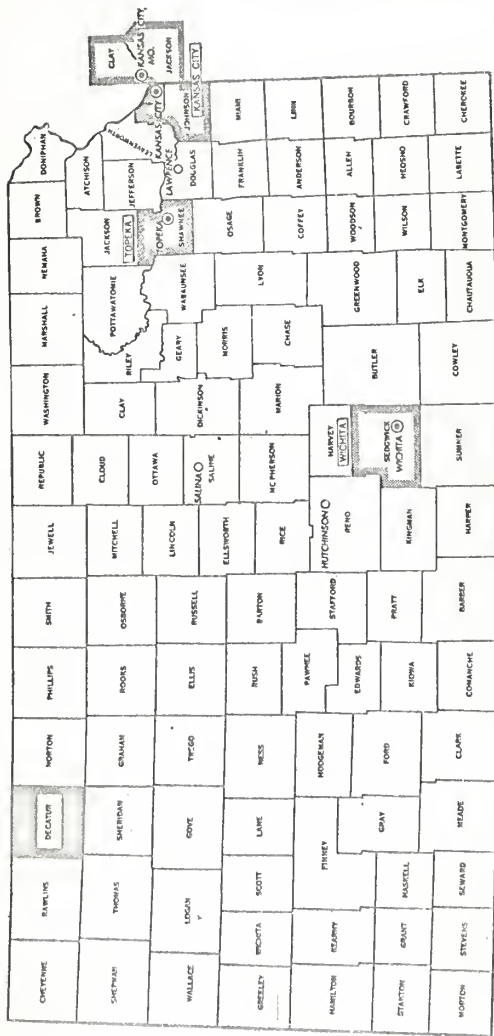 CHEYENNE
RAWLINS
DECATUR
NORTON
PHILLIPS
SMITH
JEWELL
REPUBLIC
WASHINGTON
MARSHALL
NEMAHA
BROWN
DONIPHAN
SHERMAN
THOMAS
SHERIDAN
GRAHAM
ROOKS
OSBORNE
MITCHELL
CLOUD
CLAY
RILEY
POTTAWATOMIE
JACKSON
ATCHISON
JEFFERSON
LEAVENWORTH
WALLACE
LOGAN
GOVE
TREGO
ELLIS
RUSSELL
LINCOLN
OTTAWA
SALINA
SALINE
DICKINSON
GEARY
WABAUNSEE
TOPEKA
TOPEKA
SHAWNEE
LAWRENCE
DOUGLAS
KANSAS CITY
JOHNSON
KANSAS CITY
CLAY
KANSAS CITY,
MO.
JACKSON
KANSAS CITY,
GREELEY
WICHITA
SCOTT
LANE
NESS
RUSH
BARTON
ELLSWORTH
RICE
MC PHERSON
MARION
MORRIS
CHASE
LYON
OSAGE
FRANKLIN
MIAMI
HAMILTON
KEARNY
FINNEY
HODGEMAN
PAWNEE
STAFFORD
HUTCHINSON
RENO
HARVEY
WICHITA
SEDGWICK
WICHITA
BUTLER
GREENWOOD
COFFEY
ANDERSON
LINN
WOODSON
ALLEN
BOURBON
STANTON
GRANT
HASKELL
GRAY
FORD
EDWARDS
KIOWA
PRATT
KINGMAN
ELK
WILSON
NEOSHO
CRAWFORD
MORTON
STEVENS
SEWARD
MEADE
CLARK
COMANCHE
BARBER
HARPER
SUMNER
COWLEY
CHAUTAUQUA
MONTGOMERY
LABETTE
CHEROKEE